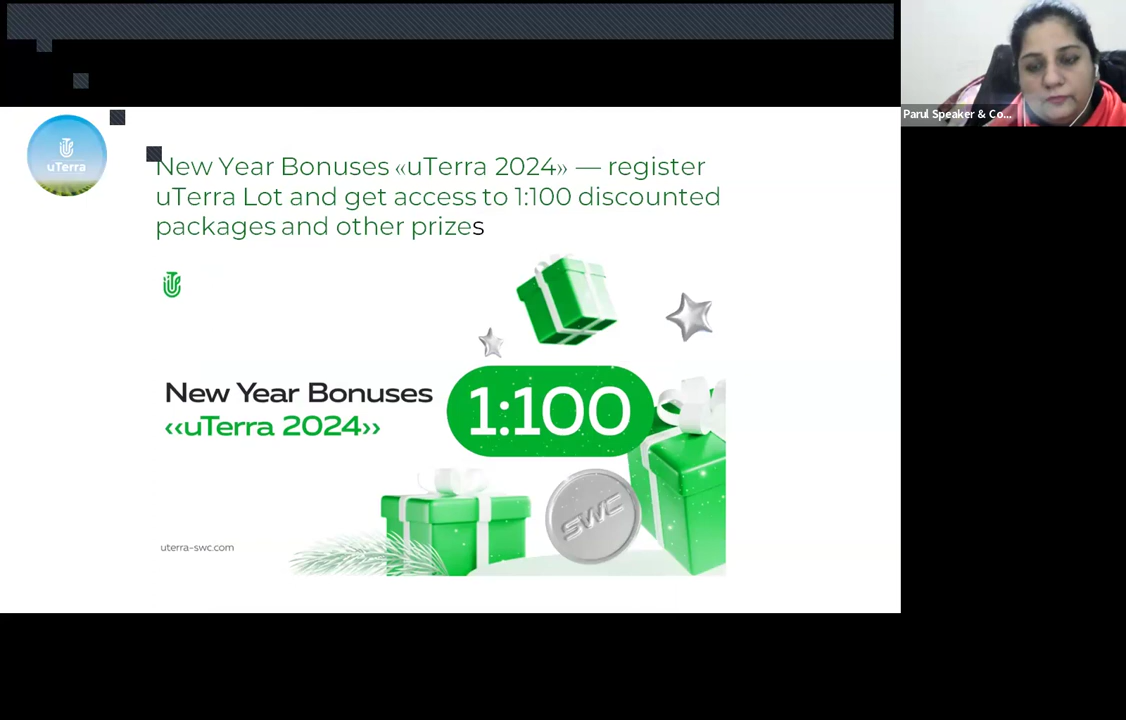 Parul Speaker & Co...
uTerra
New Year Bonuses «uTerra 2024» — register
uTerra Lot and get access to 1:100 discounted
packages and other prizes
New Year Bonuses
‹‹uTerra 2024››
1:100
SWC
uterra-swc.com